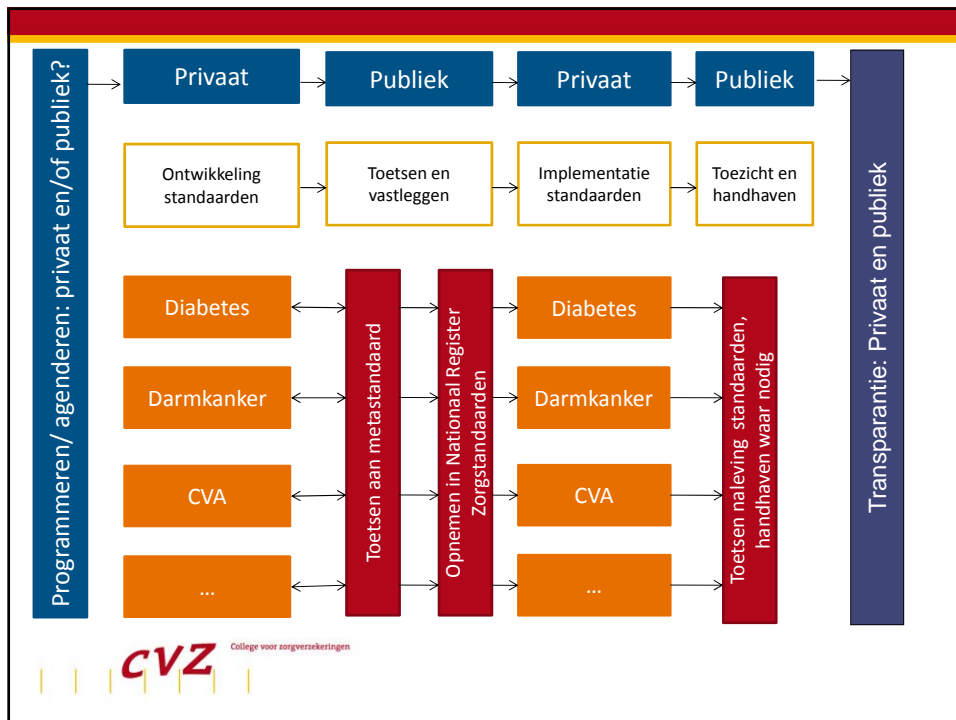 Programmeren/ agenderen: privaat en/of publiek?
Privaat
Publiek
Privaat
Publiek
Ontwikkeling
standaarden
Toetsen en
vastleggen
Implementatie
standaarden
Toezicht en
handhaven
Diabetes
Darmkanker
CVA
...
Toetsen aan metastandaard
Opnemen in Nationaal Register
Zorgstandaarden
Diabetes
Darmkanker
CVA
...
Toetsen naleving standaarden,
handhaven waar nodig
Transparantie: Privaat en publiek
CVZ
College voor zorgverzekeringen